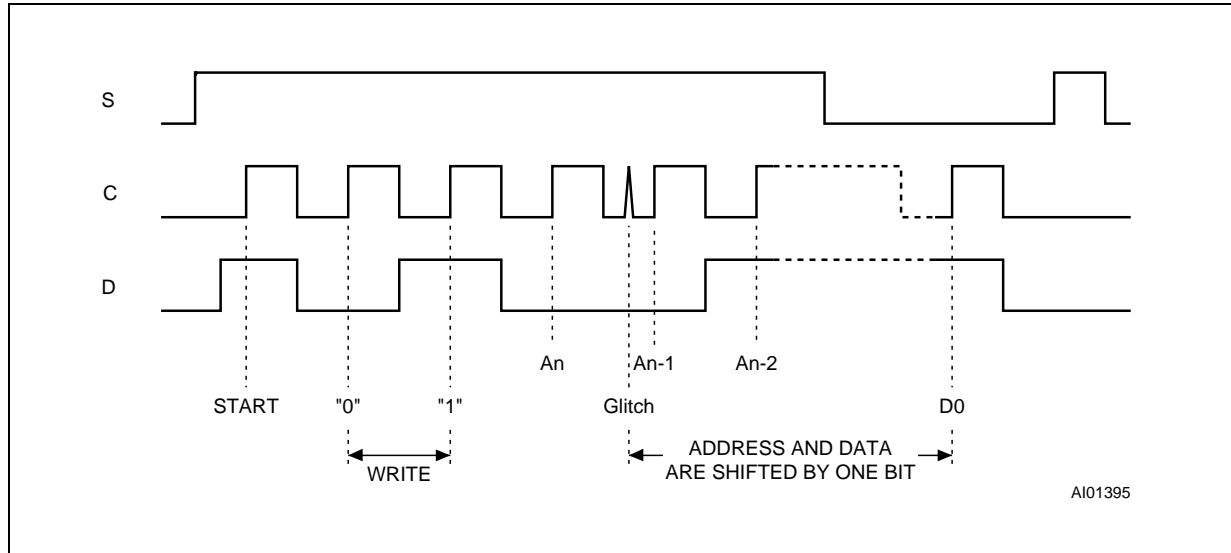 S
C
D
An An-1 An-2
START "0" "1" Glitch D0
WRITE
ADDRESS AND DATA
ARE SHIFTED BY ONE BIT
AI01395